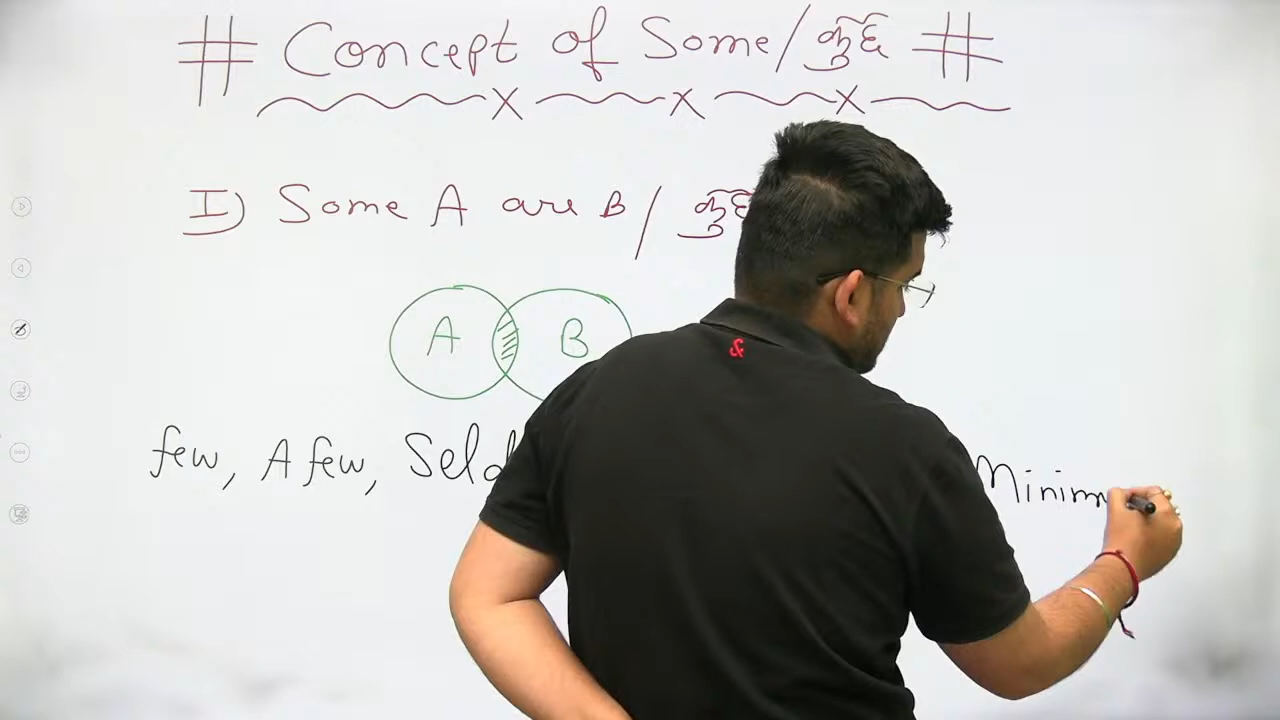 # Concept of Some/कुछ #
I) Some A are B/ कुछ
A B
few, A few, Seld Minim